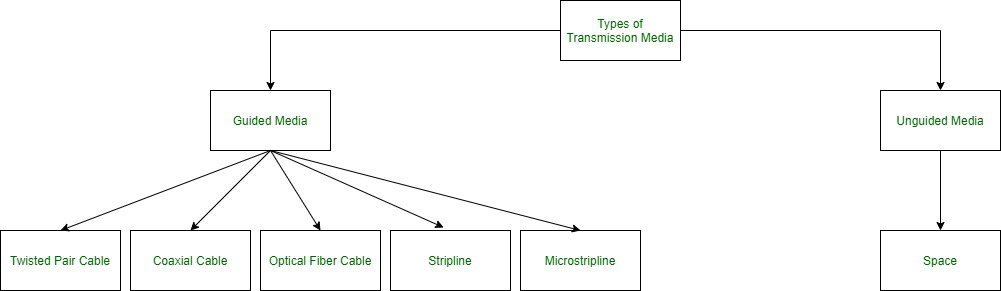 Types of
Transmission Media
Guided Media
Unguided Media
Twisted Pair Cable
Coaxial Cable
Optical Fiber Cable
Stripline
Microstripline
Space